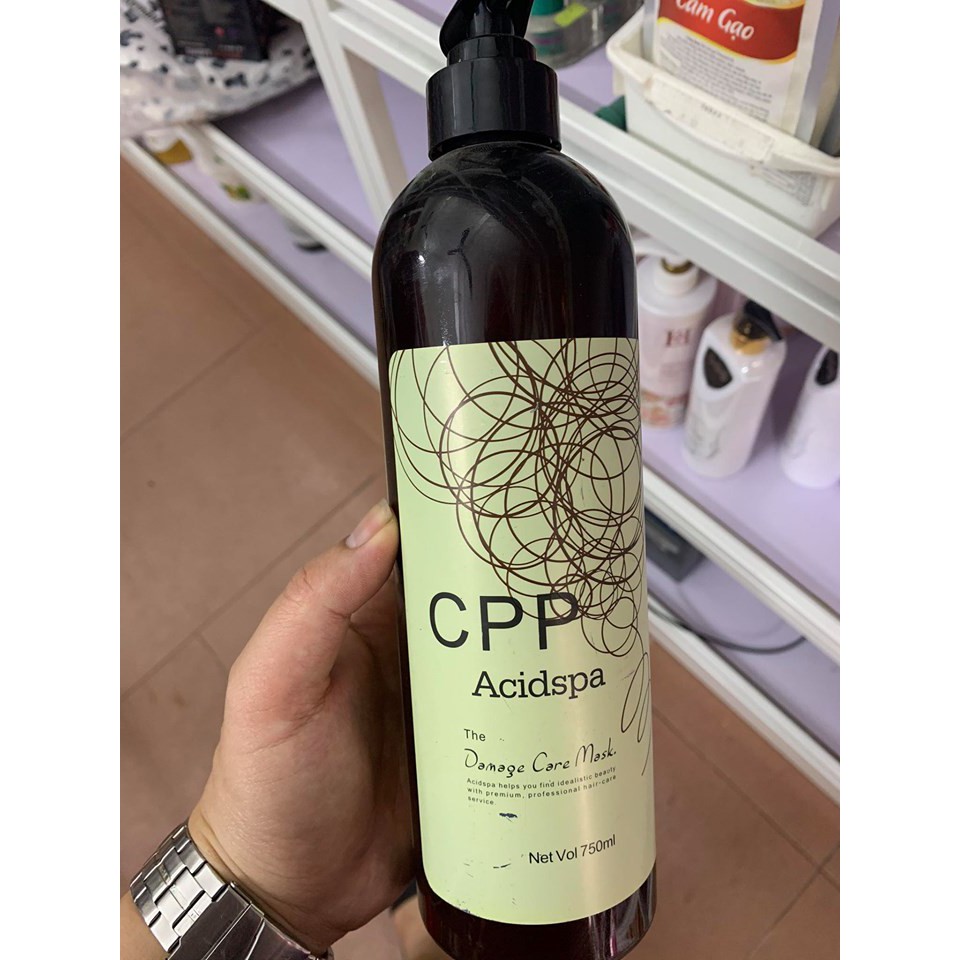 Cám Gạo
CPP
Acidspa
The
Damage Care Mask.
Acidspa helps you find idealistic beauty
with premium, professional hair-care
service.
Net Vol 750ml